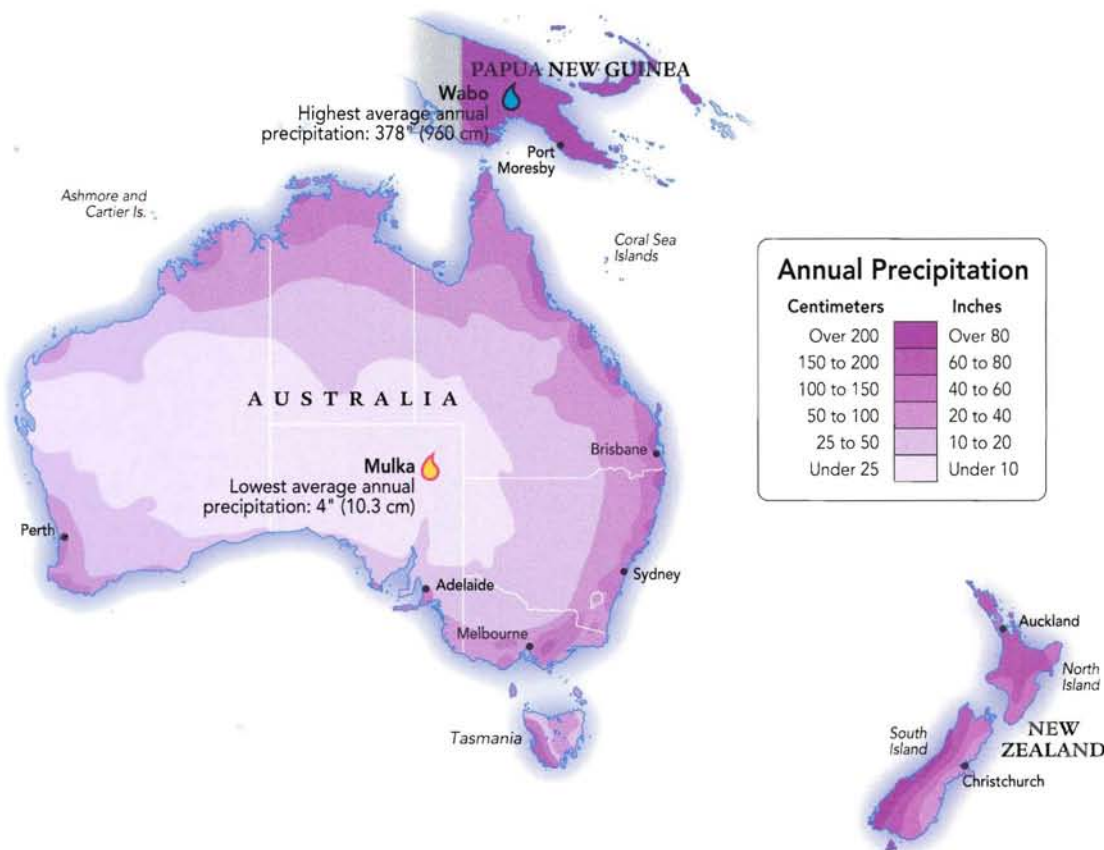 PAPUA NEW GUINEA
Wabo
Highest average annual
precipitation: 378" (960 cm)
Port
Moresby
Ashmore and
Cartier Is.
Coral Sea
Islands
AUSTRALIA
Mulka
Lowest average annual
precipitation: 4" (10.3 cm)
Brisbane
Perth
Adelaide
Sydney
Melbourne
Tasmania
Annual Precipitation
Centimeters Inches
Over 200 Over 80
150 to 200 60 to 80
100 to 150 40 to 60
50 to 100 20 to 40
25 to 50 10 to 20
Under 25 Under 10
Auckland
North
Island
South
Island
NEW
ZEALAND
Christchurch